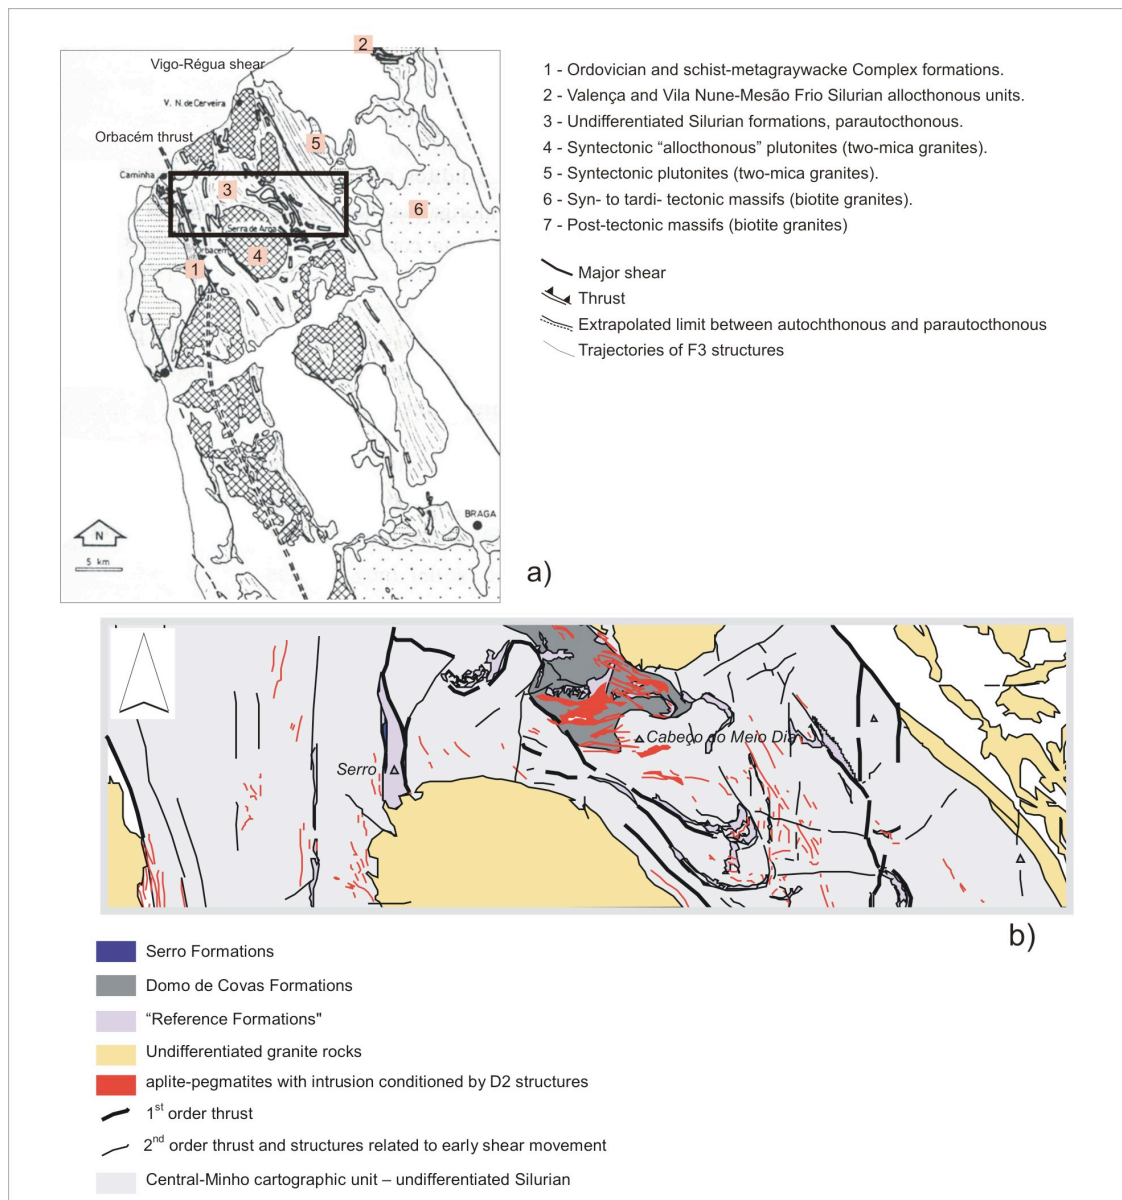 2
Vigo-Régua shear
V. N. de Cerveira
Orbacém thrust
5
Caminha
3
6
Serra de Arga
Orbacém
4
1
BRAGA
N
5 km
a)
1 - Ordovician and schist-metagraywacke Complex formations.
2 - Valença and Vila Nune-Mesão Frio Silurian allocthonous units.
3 - Undifferentiated Silurian formations, parautocthonous.
4 - Syntectonic “allocthonous” plutonites (two-mica granites).
5 - Syntectonic plutonites (two-mica granites).
6 - Syn- to tardi- tectonic massifs (biotite granites).
7 - Post-tectonic massifs (biotite granites)
Major shear
Thrust
Extrapolated limit between autochthonous and parautocthonous
Trajectories of F3 structures
Cabeço do Meio Dia
Serro
b)
Serro Formations
Domo de Covas Formations
“Reference Formations"
Undifferentiated granite rocks
aplite-pegmatites with intrusion conditioned by D2 structures
1st order thrust
2nd order thrust and structures related to early shear movement
Central-Minho cartographic unit – undifferentiated Silurian